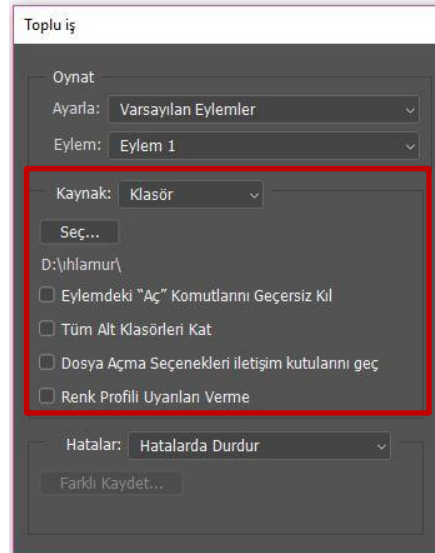 Toplu iş
Oynat
Ayarla: Varsayılan Eylemler
Eylem: Eylem 1
Kaynak: Klasör
Seç...
D:\ıhlamur\
Eylemdeki “Aç” Komutlarını Geçersiz Kıl
Tüm Alt Klasörleri Kat
Dosya Açma Seçenekleri iletişim kutularını geç
Renk Profili Uyarıları Verme
Hatalar: Hatalarda Durdur
Farklı Kaydet...